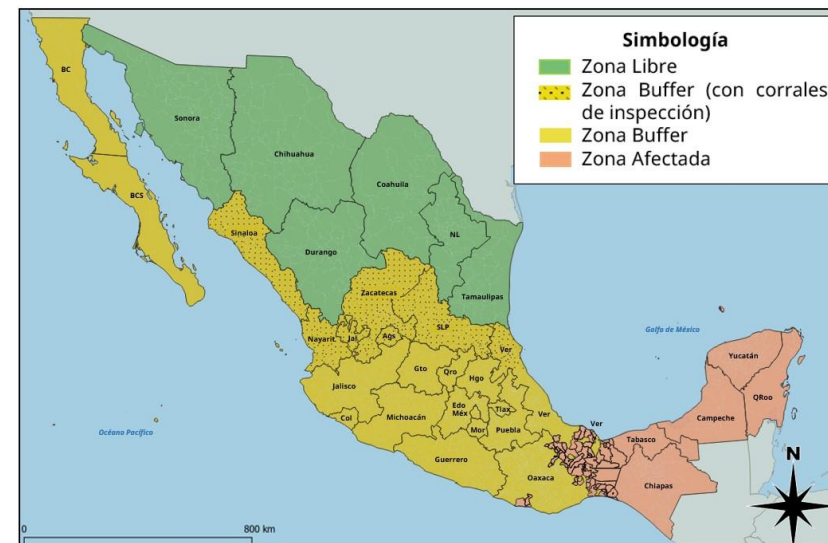 Simbología
Zona Libre
Zona Buffer (con corrales
de inspección)
Zona Buffer
Zona Afectada
BC
Sonora
Chihuahua
Coahuila
BCS
Sinaloa
NL
Durango
Tamaulipas
Zacatecas
SLP
Nayarit
Jal
Ags
Ver
Golfo de México
Yucatán
QRoo
Gto
Qro
Hgo
Jalisco
Edo
Méx
Tlax
Ver
Ver
Campeche
Col
Michoacán
Mor
Puebla
Tabasco
Océano Pacífico
Guerrero
Oaxaca
Chiapas
N
0
800 km